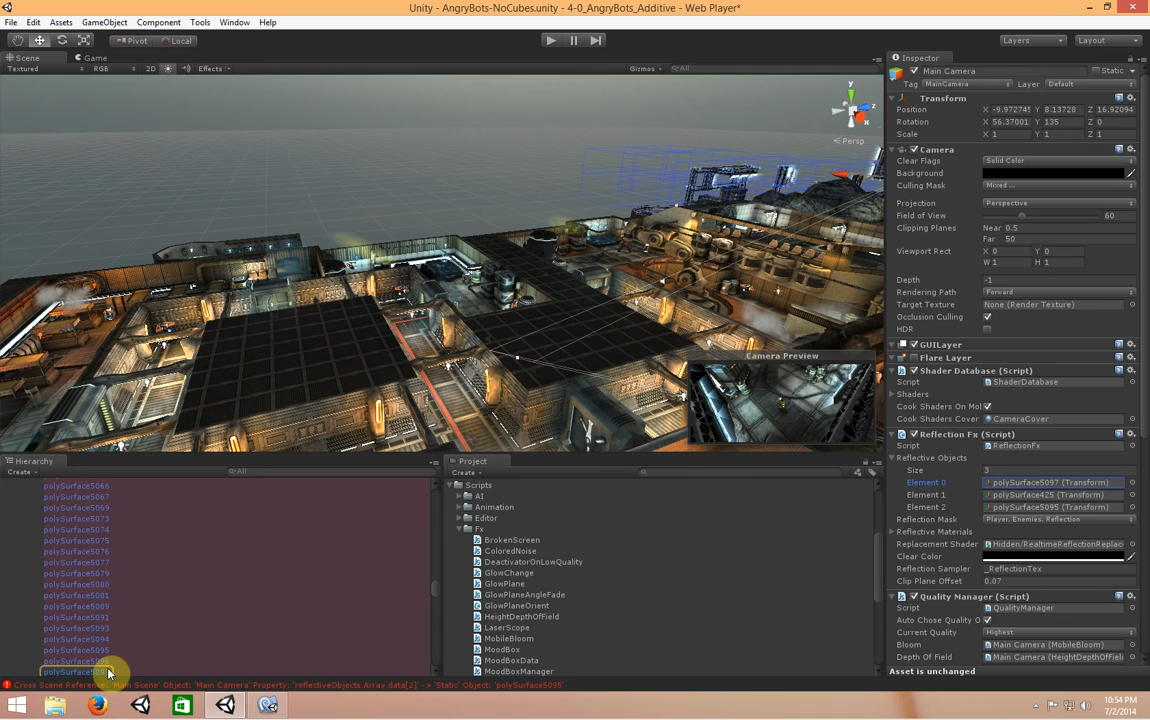 Unity - AngryBots-NoCubes.unity - 4-0_AngryBots_Additive - Web Player*
File Edit Assets GameObject Component Tools Window Help
Pivot Local Layers Layout
Scene Game
Textured RGB 2D Effects Gizmos All
y z x
Persp
Camera Preview
Inspector
Main Camera Static
Tag MainCamera Layer Default
Transform
Position X -9.972745 Y 8.13728 Z 16.92094
Rotation X 56.37001 Y 135 Z 0
Scale X 1 Y 1 Z 1
Camera
Clear Flags Solid Color
Background
Culling Mask Mixed ...
Projection Perspective
Field of View 60
Clipping Planes Near 0.5
Far 50
Viewport Rect X 0 Y 0
W 1 H 1
Depth -1
Rendering Path Forward
Target Texture None (Render Texture)
Occlusion Culling
HDR
GUILayer
Flare Layer
Shader Database (Script)
Script ShaderDatabase
Shaders
Cook Shaders On Mol
Cook Shaders Cover CameraCover
Reflection Fx (Script)
Script ReflectionFx
Reflective Objects
Size 3
Element 0 polySurface5097 (Transform)
Element 1 polySurface425 (Transform)
Element 2 polySurface5095 (Transform)
Reflection Mask Player, Enemies, Reflection
Reflective Materials
Replacement Shader Hidden/RealtimeReflectionReplac
Clear Color
Reflection Sampler _ReflectionTex
Clip Plane Offset 0.07
Quality Manager (Script)
Script QualityManager
Auto Chose Quality O
Current Quality Highest
Bloom Main Camera (MobileBloom)
Depth Of Field Main Camera (HeightDepthOfFiel
Asset is unchanged
Hierarchy
Create All
polySurface5066
polySurface5067
polySurface5069
polySurface5073
polySurface5074
polySurface5075
polySurface5076
polySurface5077
polySurface5079
polySurface5080
polySurface5081
polySurface5089
polySurface5091
polySurface5093
polySurface5094
polySurface5095
Project
Create
Scripts
AI
Animation
Editor
Fx
BrokenScreen
ColoredNoise
DeactivatorOnLowQuality
GlowChange
GlowPlane
GlowPlaneAngleFade
GlowPlaneOrient
HeightDepthOfField
LaserScope
MobileBloom
MoodBox
MoodBoxData
MoodBoxManager
Cross Scene Reference: 'Main Scene' Object: 'Main Camera' Property: 'reflectiveObjects.Array.data[2]' -> 'Static' Object: 'polySurface5095'
10:54 PM
7/2/2014